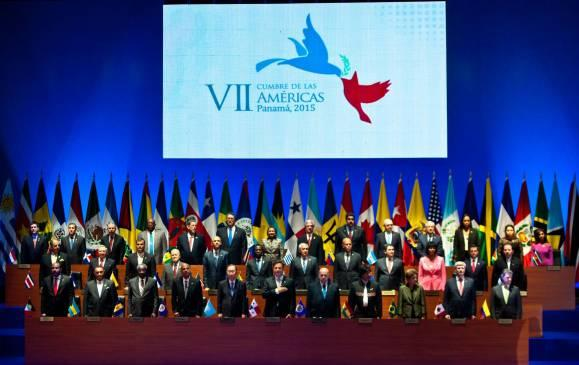 VII
CUMBRE DE LAS
AMÉRICAS
Panamá, 2015